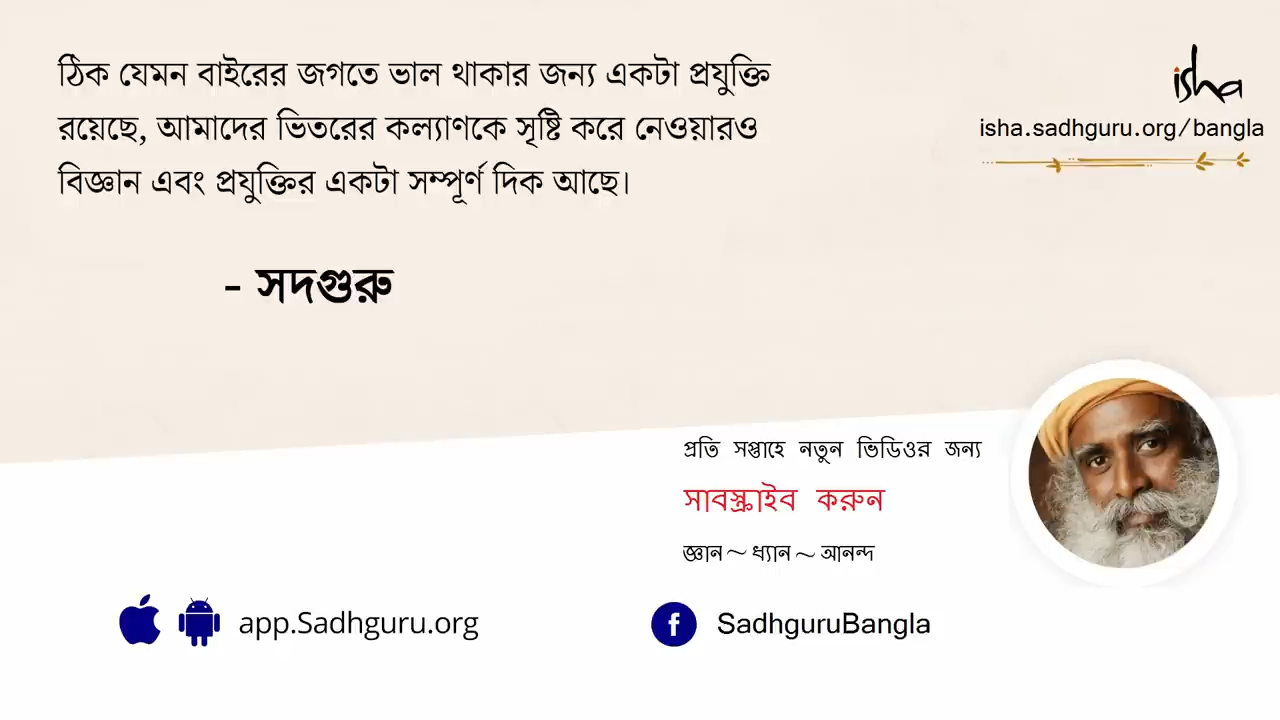 ঠিক যেমন বাইরের জগতে ভাল থাকার জন্য একটা প্রযুক্তি
রয়েছে, আমাদের ভিতরের কল্যাণকে সৃষ্টি করে নেওয়ারও
বিজ্ঞান এবং প্রযুক্তির একটা সম্পূর্ণ দিক আছে।
- সদগুরু
isha
isha.sadhguru.org/bangla
প্রতি সপ্তাহে নতুন ভিডিওর জন্য
সাবস্ক্রাইব করুন
জ্ঞান ~ ধ্যান ~ আনন্দ
app.Sadhguru.org
f SadhguruBangla